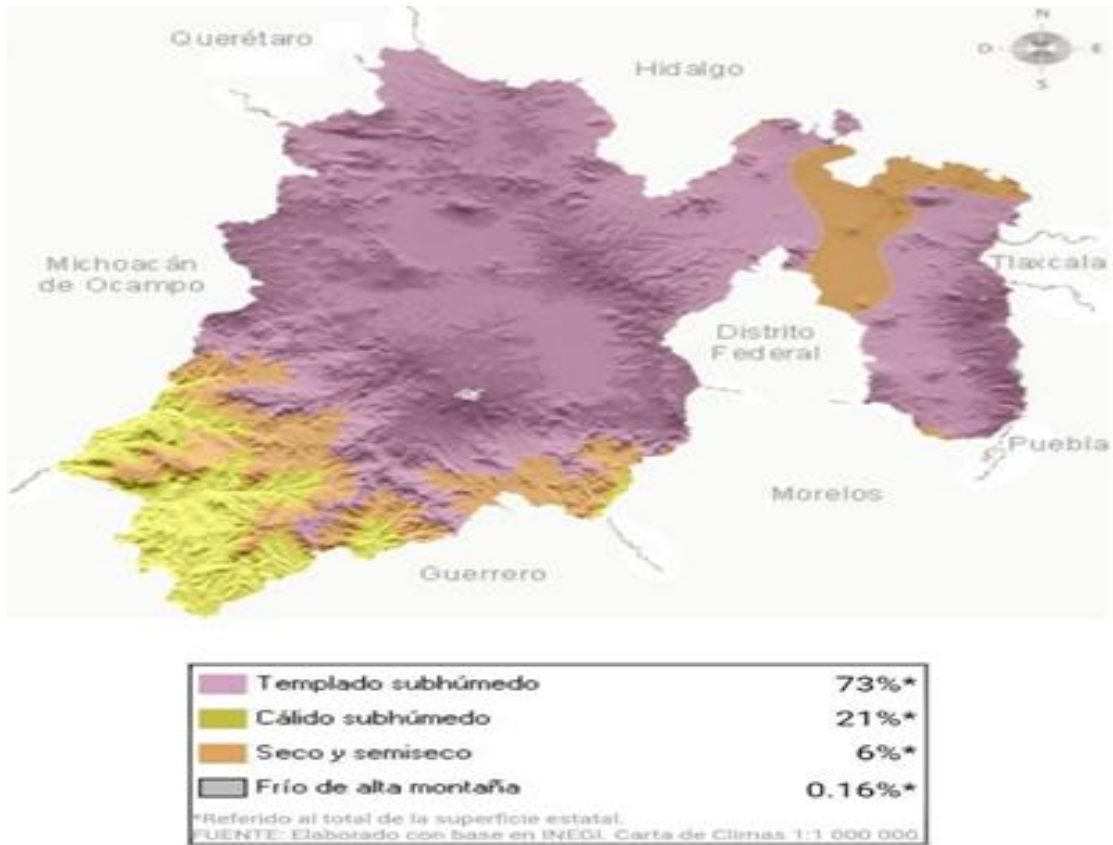 Querétaro
N
Hidalgo
O
E
S
Michoacán
de Ocampo
Tlaxcala
Distrito
Federal
Puebla
Morelos
Guerrero
Templado subhúmedo 73%*
Cálido subhúmedo 21%*
Seco y semiseco 6%*
Frío de alta montaña 0.16%*
*Referido al total de la superficie estatal.
FUENTE: Elaborado con base en INEGI. Carta de Climas 1:1 000 000.